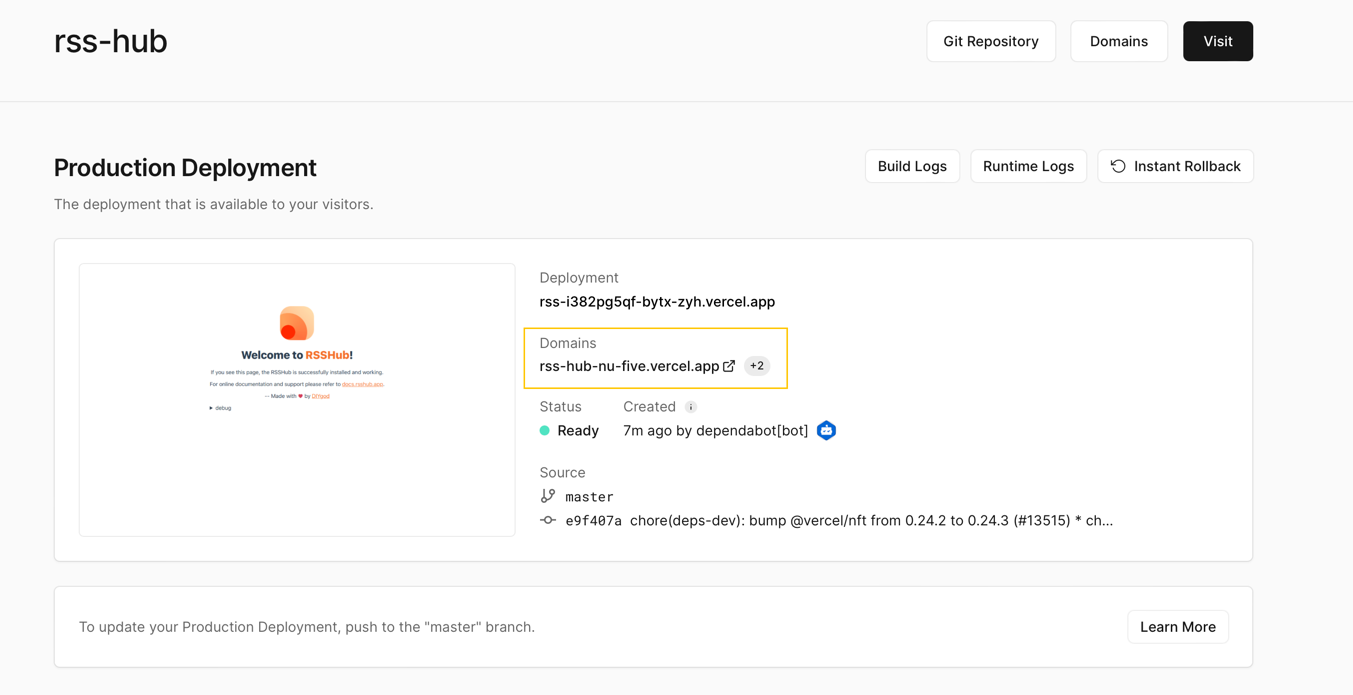 rss-hub
Git Repository
Domains
Visit
Production Deployment
Build Logs
Runtime Logs
Instant Rollback
The deployment that is available to your visitors.
Welcome to RSSHub!
If you see this page, the RSSHub is successfully installed and working.
For online documentation and support please refer to docs.rsshub.app.
-- Made with ♥ by DIYgod
▸ debug
Deployment
rss-i382pg5qf-bytx-zyh.vercel.app
Domains
rss-hub-nu-five.vercel.app +2
Status
Created
Ready
7m ago by dependabot[bot]
Source
master
e9f407a chore(deps-dev): bump @vercel/nft from 0.24.2 to 0.24.3 (#13515) * ch...
To update your Production Deployment, push to the "master" branch.
Learn More